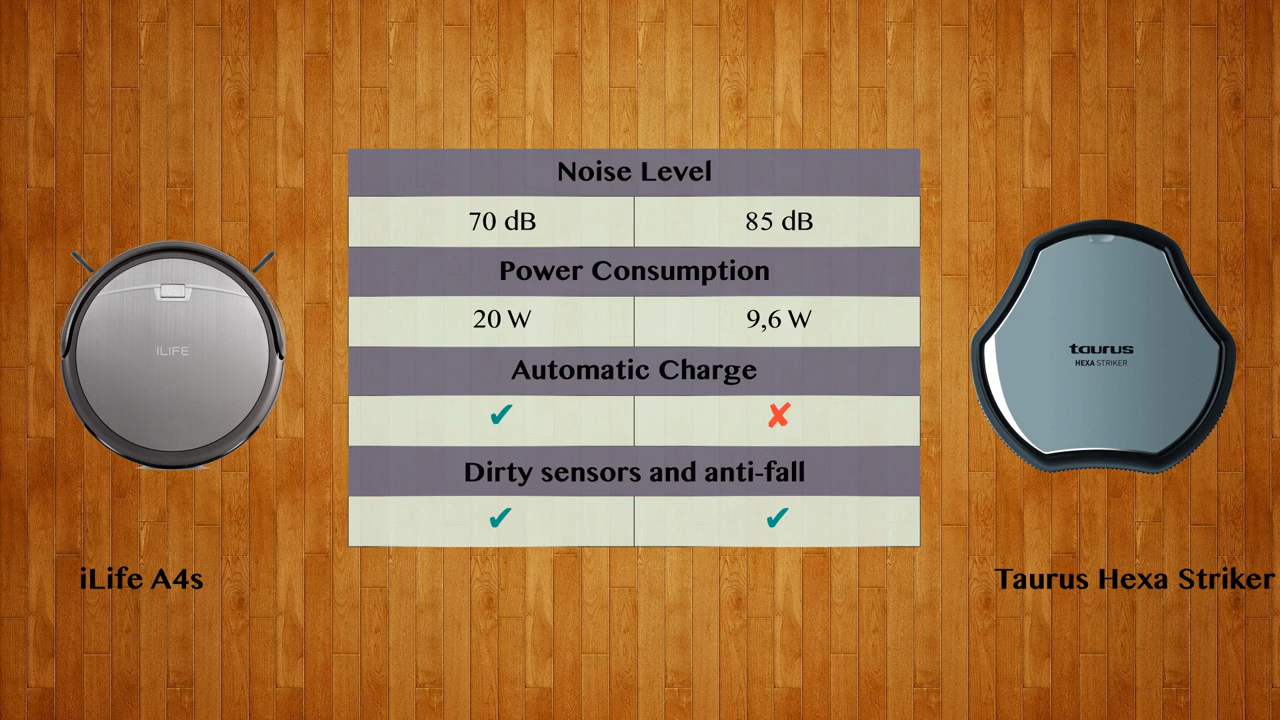 Noise Level
70 dB 85 dB
Power Consumption
20 W 9,6 W
Automatic Charge
✔ ✘
Dirty sensors and anti-fall
✔ ✔
ILIFE
taurus
HEXA STRIKER
iLife A4s
Taurus Hexa Striker